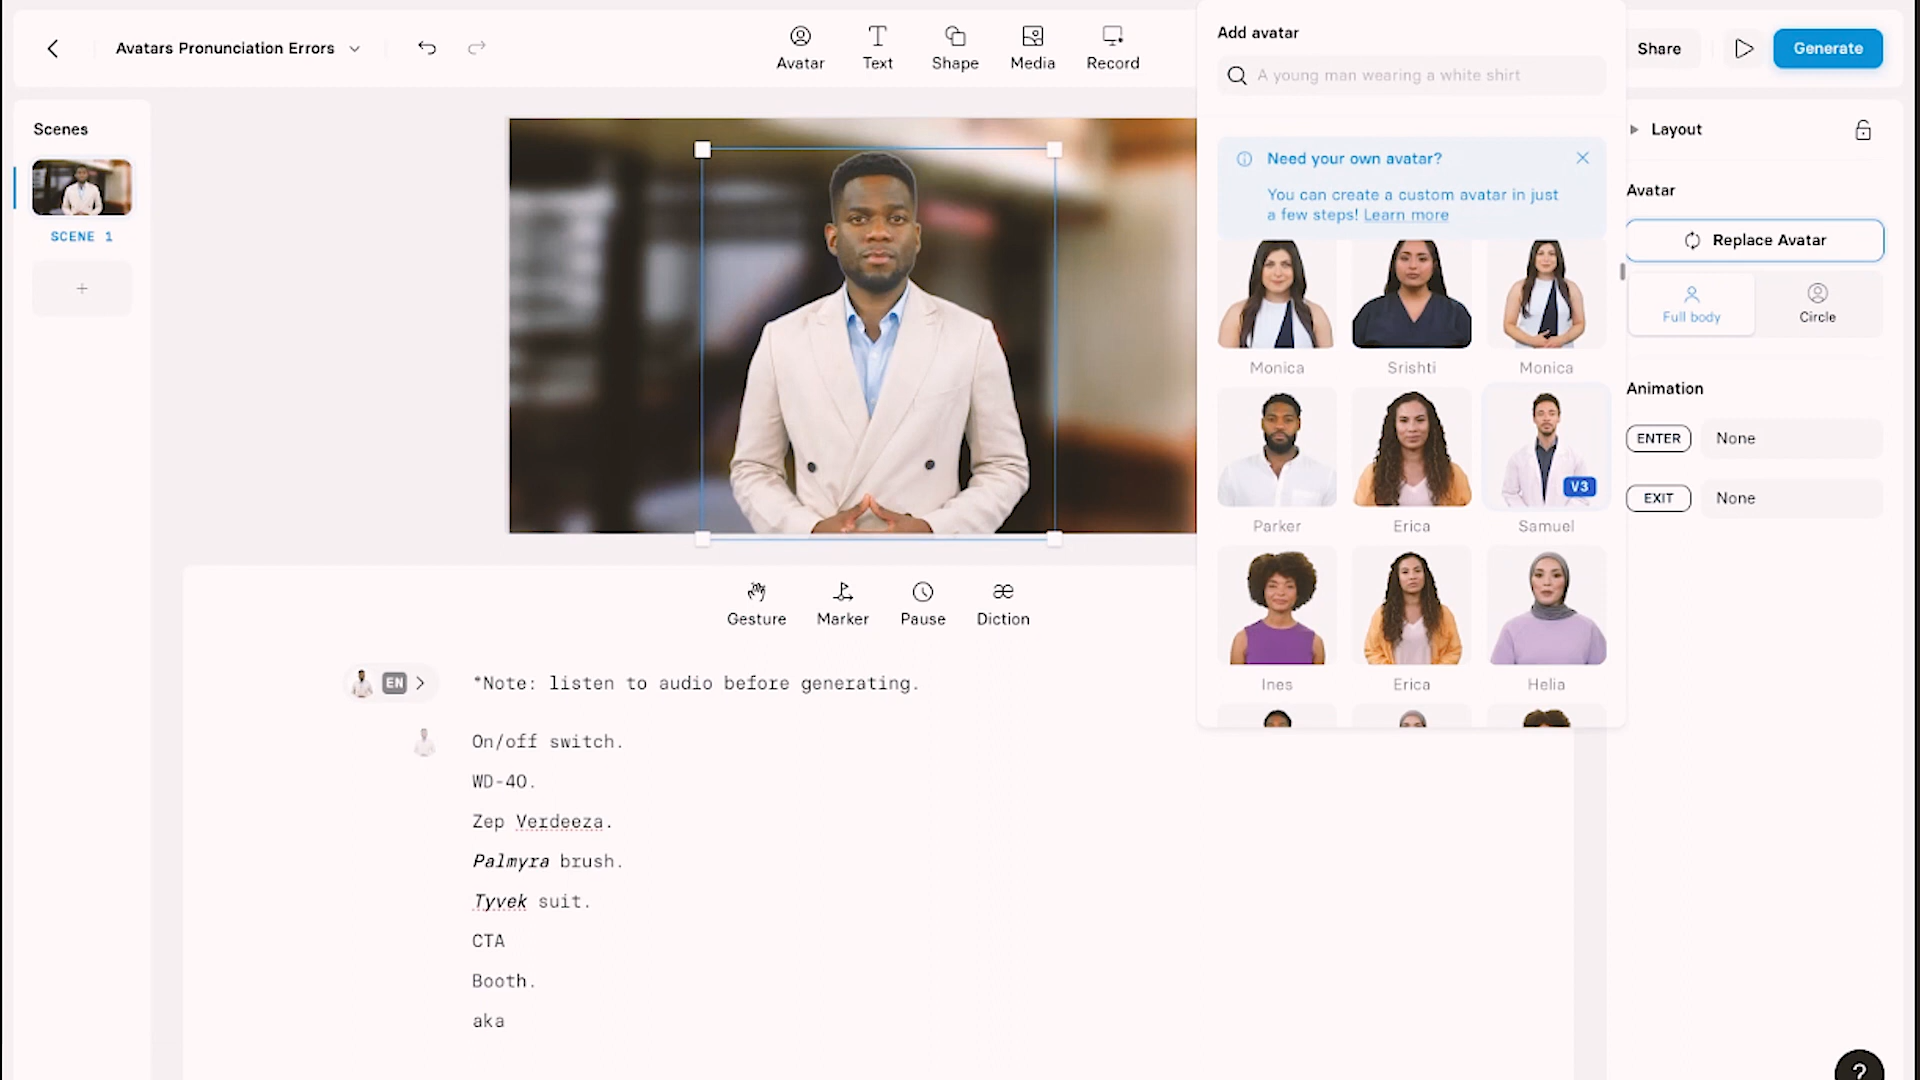 Avatars Pronunciation Errors
Avatar
Text
Shape
Media
Record
Share
Generate
Scenes
SCENE 1
Add avatar
A young man wearing a white shirt
Need your own avatar?
You can create a custom avatar in just
a few steps! Learn more
Monica
Srishti
Monica
Parker
Erica
V3
Samuel
Ines
Erica
Helia
Layout
Avatar
Replace Avatar
Full body
Circle
Animation
ENTER
None
EXIT
None
Gesture
Marker
Pause
æ
Diction
EN
*Note: listen to audio before generating.
On/off switch.
WD-40.
Zep Verdeeza.
Palmyra brush.
Tyvek suit.
CTA
Booth.
aka
?